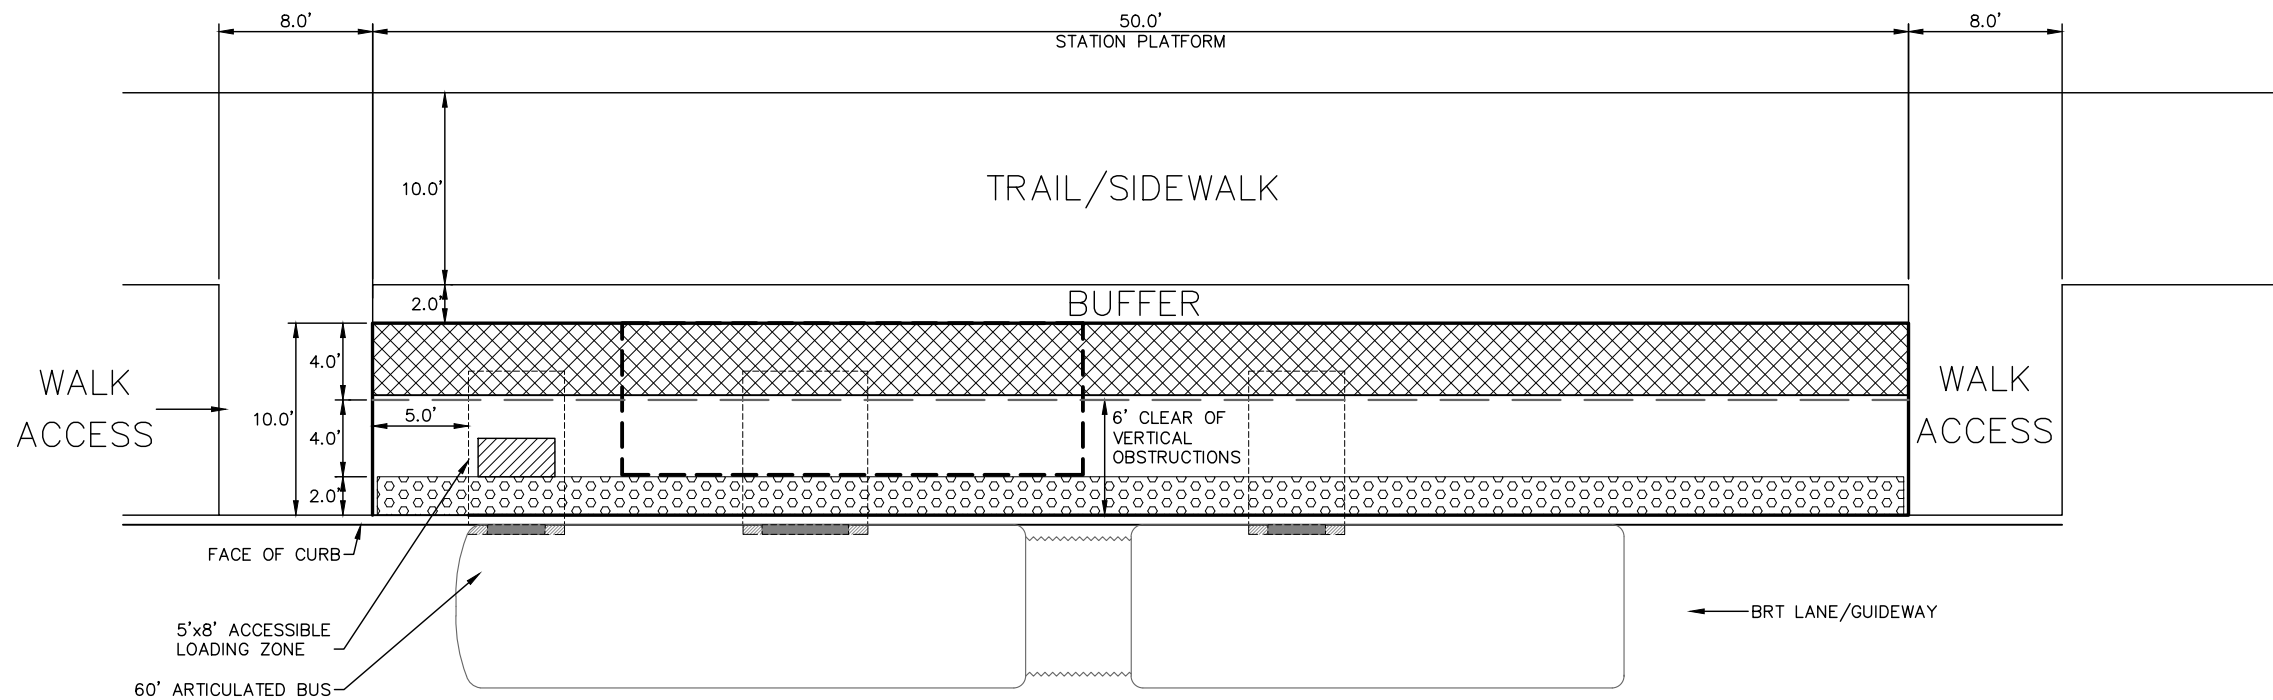 8.0'
50.0'
8.0'
STATION PLATFORM
10.0'
TRAIL/SIDEWALK
2.0'
BUFFER
4.0'
WALK
ACCESS
10.0'
5.0'
4.0'
6' CLEAR OF
VERTICAL
OBSTRUCTIONS
WALK
ACCESS
2.0'
FACE OF CURB
5'x8' ACCESSIBLE
LOADING ZONE
BRT LANE/GUIDEWAY
60' ARTICULATED BUS